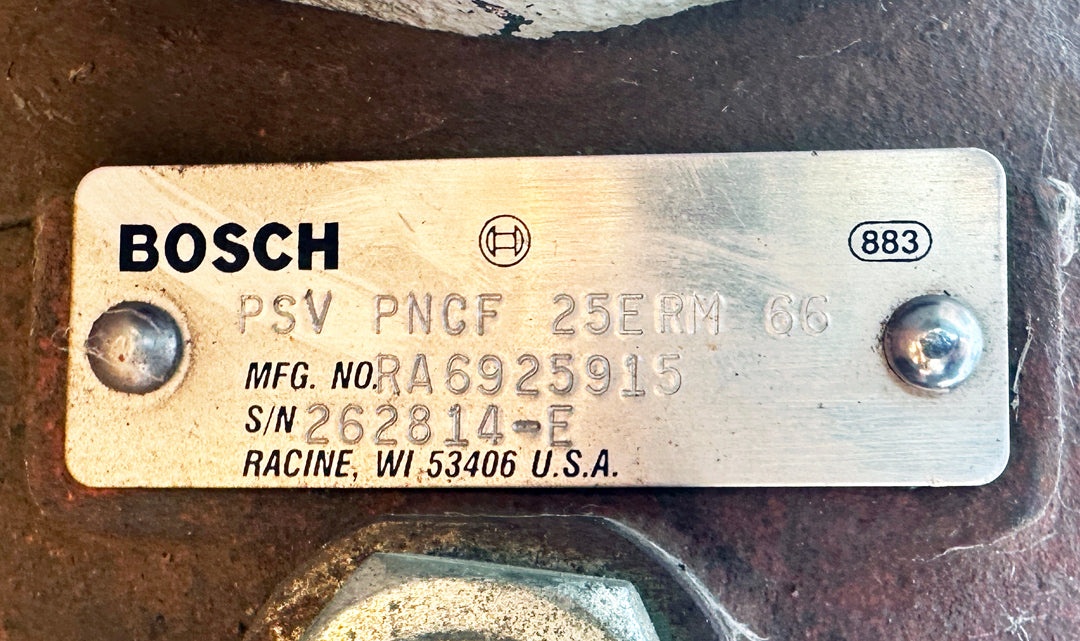 BOSCH 883
PSV PNCF 25ERM 66
MFG. NO. RA6925915
S/N 262814-E
RACINE, WI 53406 U.S.A.